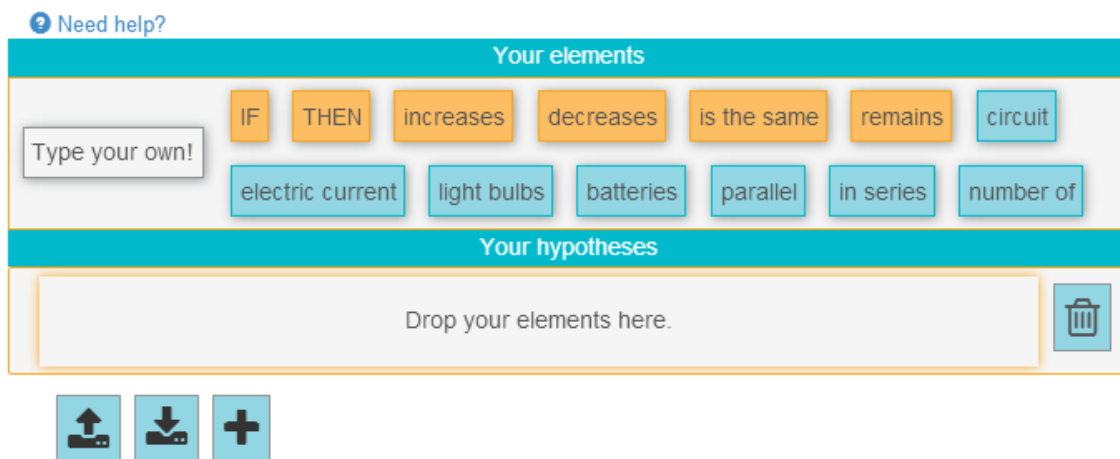 Need help?
Your elements
Type your own!
IF THEN increases decreases is the same remains circuit
electric current light bulbs batteries parallel in series number of
Your hypotheses
Drop your elements here.